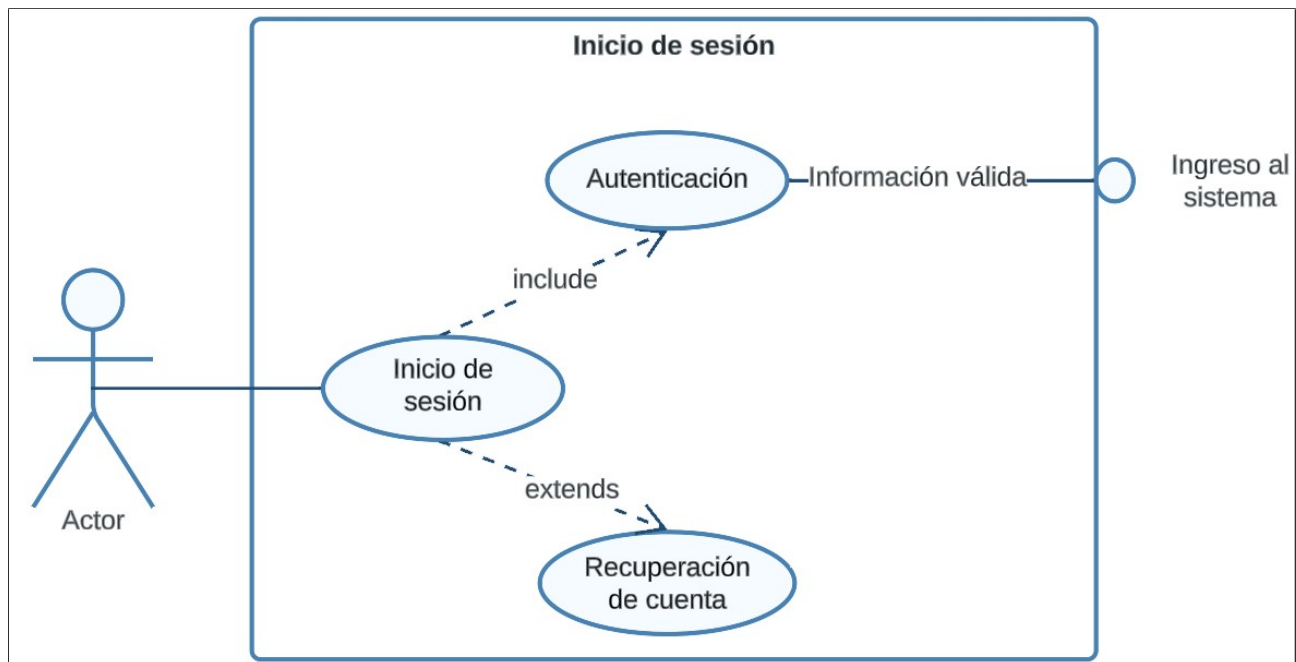 Inicio de sesión
Autenticación
Información válida
Ingreso al
sistema
include
Inicio de
sesión
extends
Actor
Recuperación
de cuenta